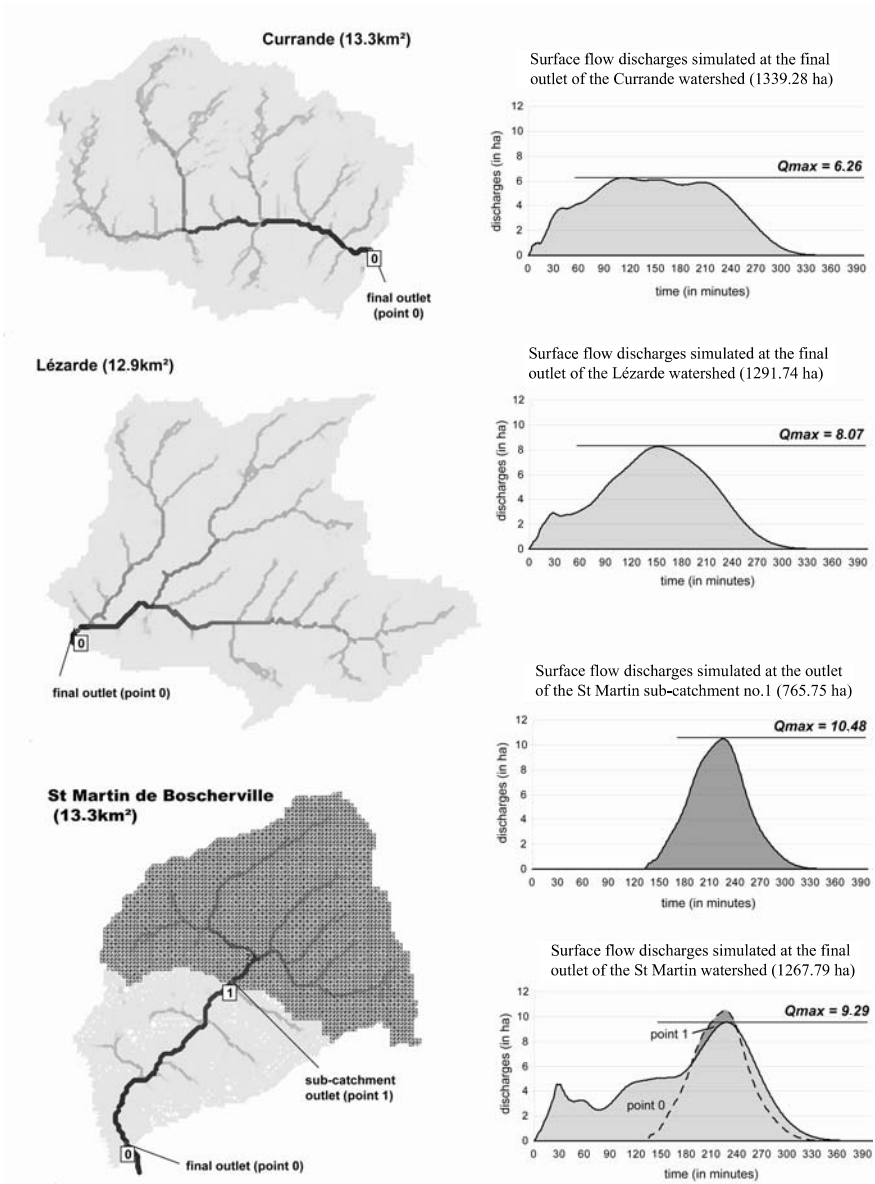 Currande (13.3km²)
0
final outlet
(point 0)
Surface flow discharges simulated at the final
outlet of the Currande watershed (1339.28 ha)
discharges (in ha)
12
10
8
6
4
2
0
Qmax = 6.26
0 30 60 90 120 150 180 210 240 270 300 330 360 390
time (in minutes)
Lézarde (12.9km²)
0
final outlet (point 0)
Surface flow discharges simulated at the final
outlet of the Lézarde watershed (1291.74 ha)
discharges (in ha)
12
10
8
6
4
2
0
Qmax = 8.07
0 30 60 90 120 150 180 210 240 270 300 330 360 390
time (in minutes)
Surface flow discharges simulated at the outlet
of the St Martin sub-catchment no.1 (765.75 ha)
discharges (in ha)
12
10
8
6
4
2
0
Qmax = 10.48
0 30 60 90 120 150 180 210 240 270 300 330 360 390
time (in minutes)
St Martin de Boscherville
(13.3km²)
1
sub-catchment
outlet (point 1)
0
final outlet (point 0)
Surface flow discharges simulated at the final
outlet of the St Martin watershed (1267.79 ha)
discharges (in ha)
12
10
8
6
4
2
0
Qmax = 9.29
point 1
point 0
0 30 60 90 120 150 180 210 240 270 300 330 360 390
time (in minutes)